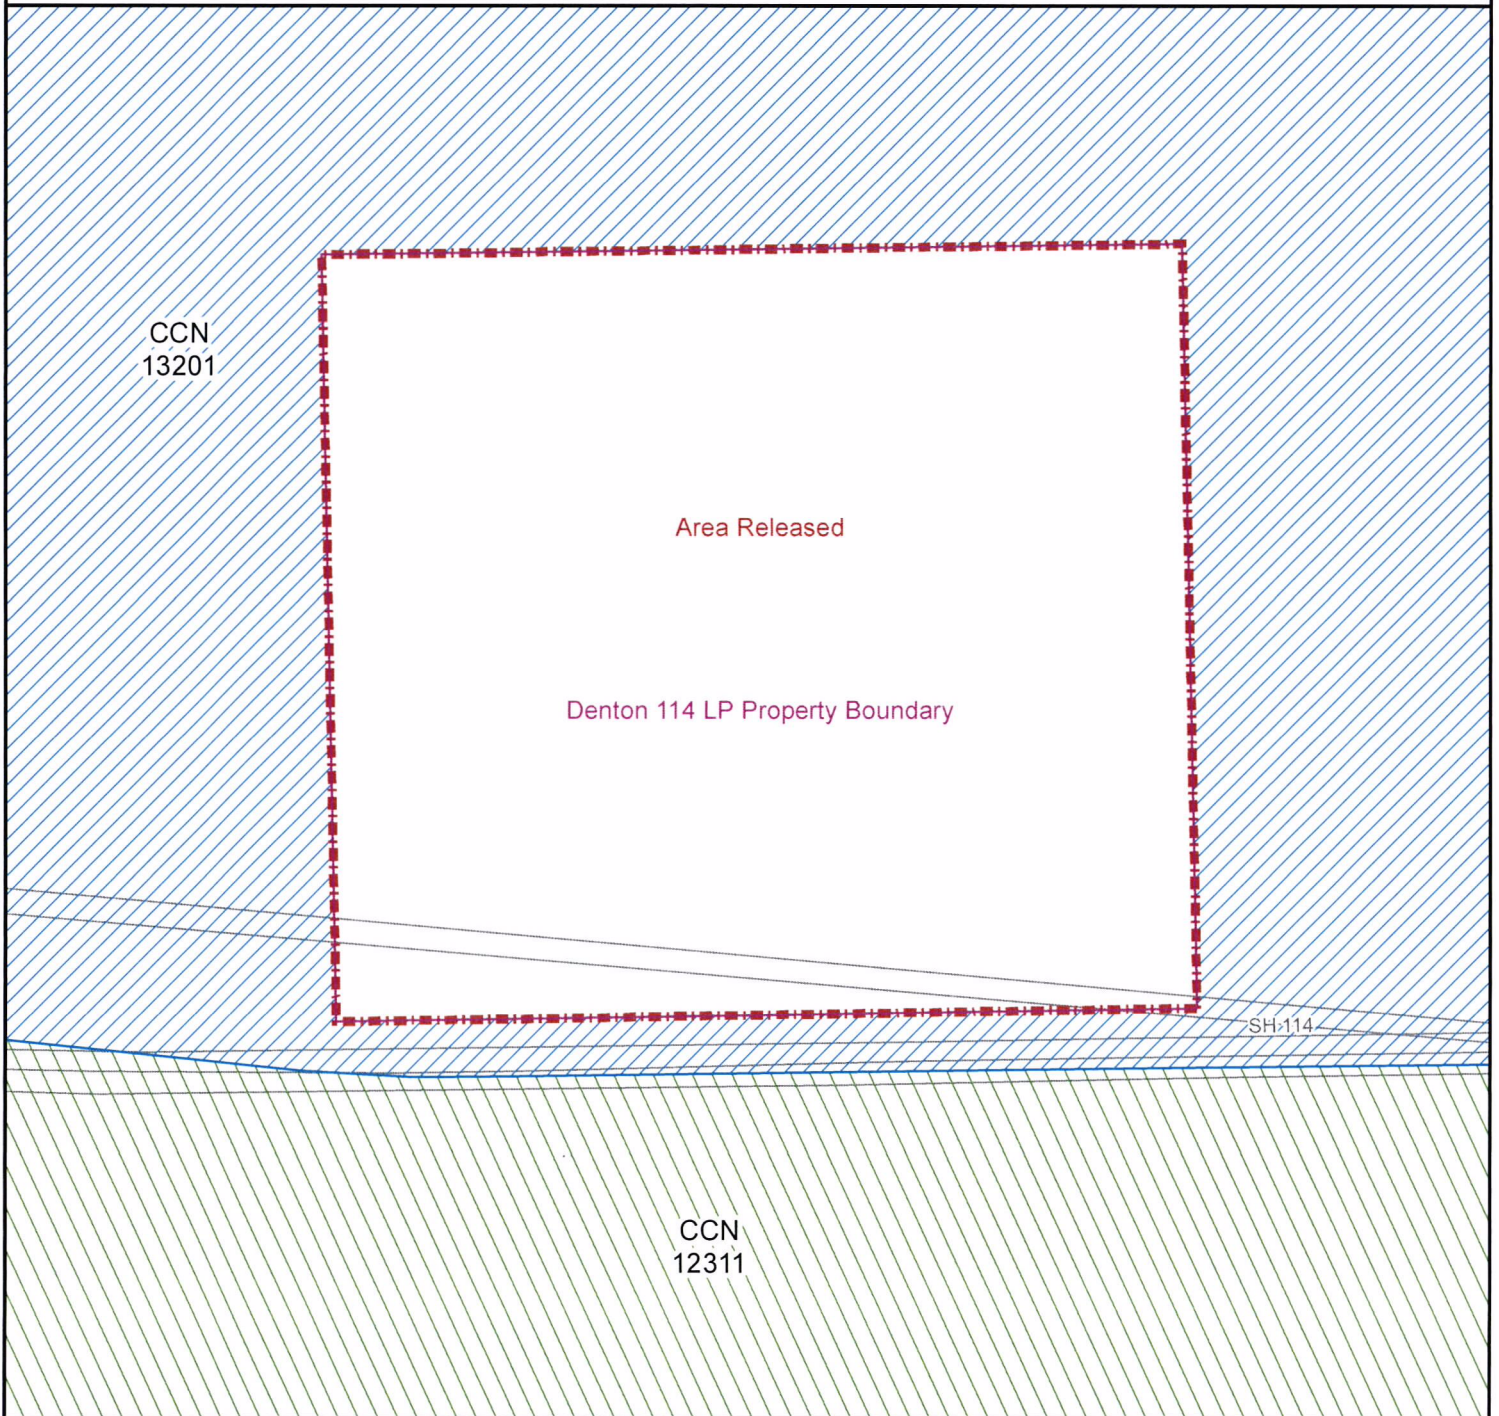 CCN
13201
Area Released
Denton 114 LP Property Boundary
SH 114
CCN
12311